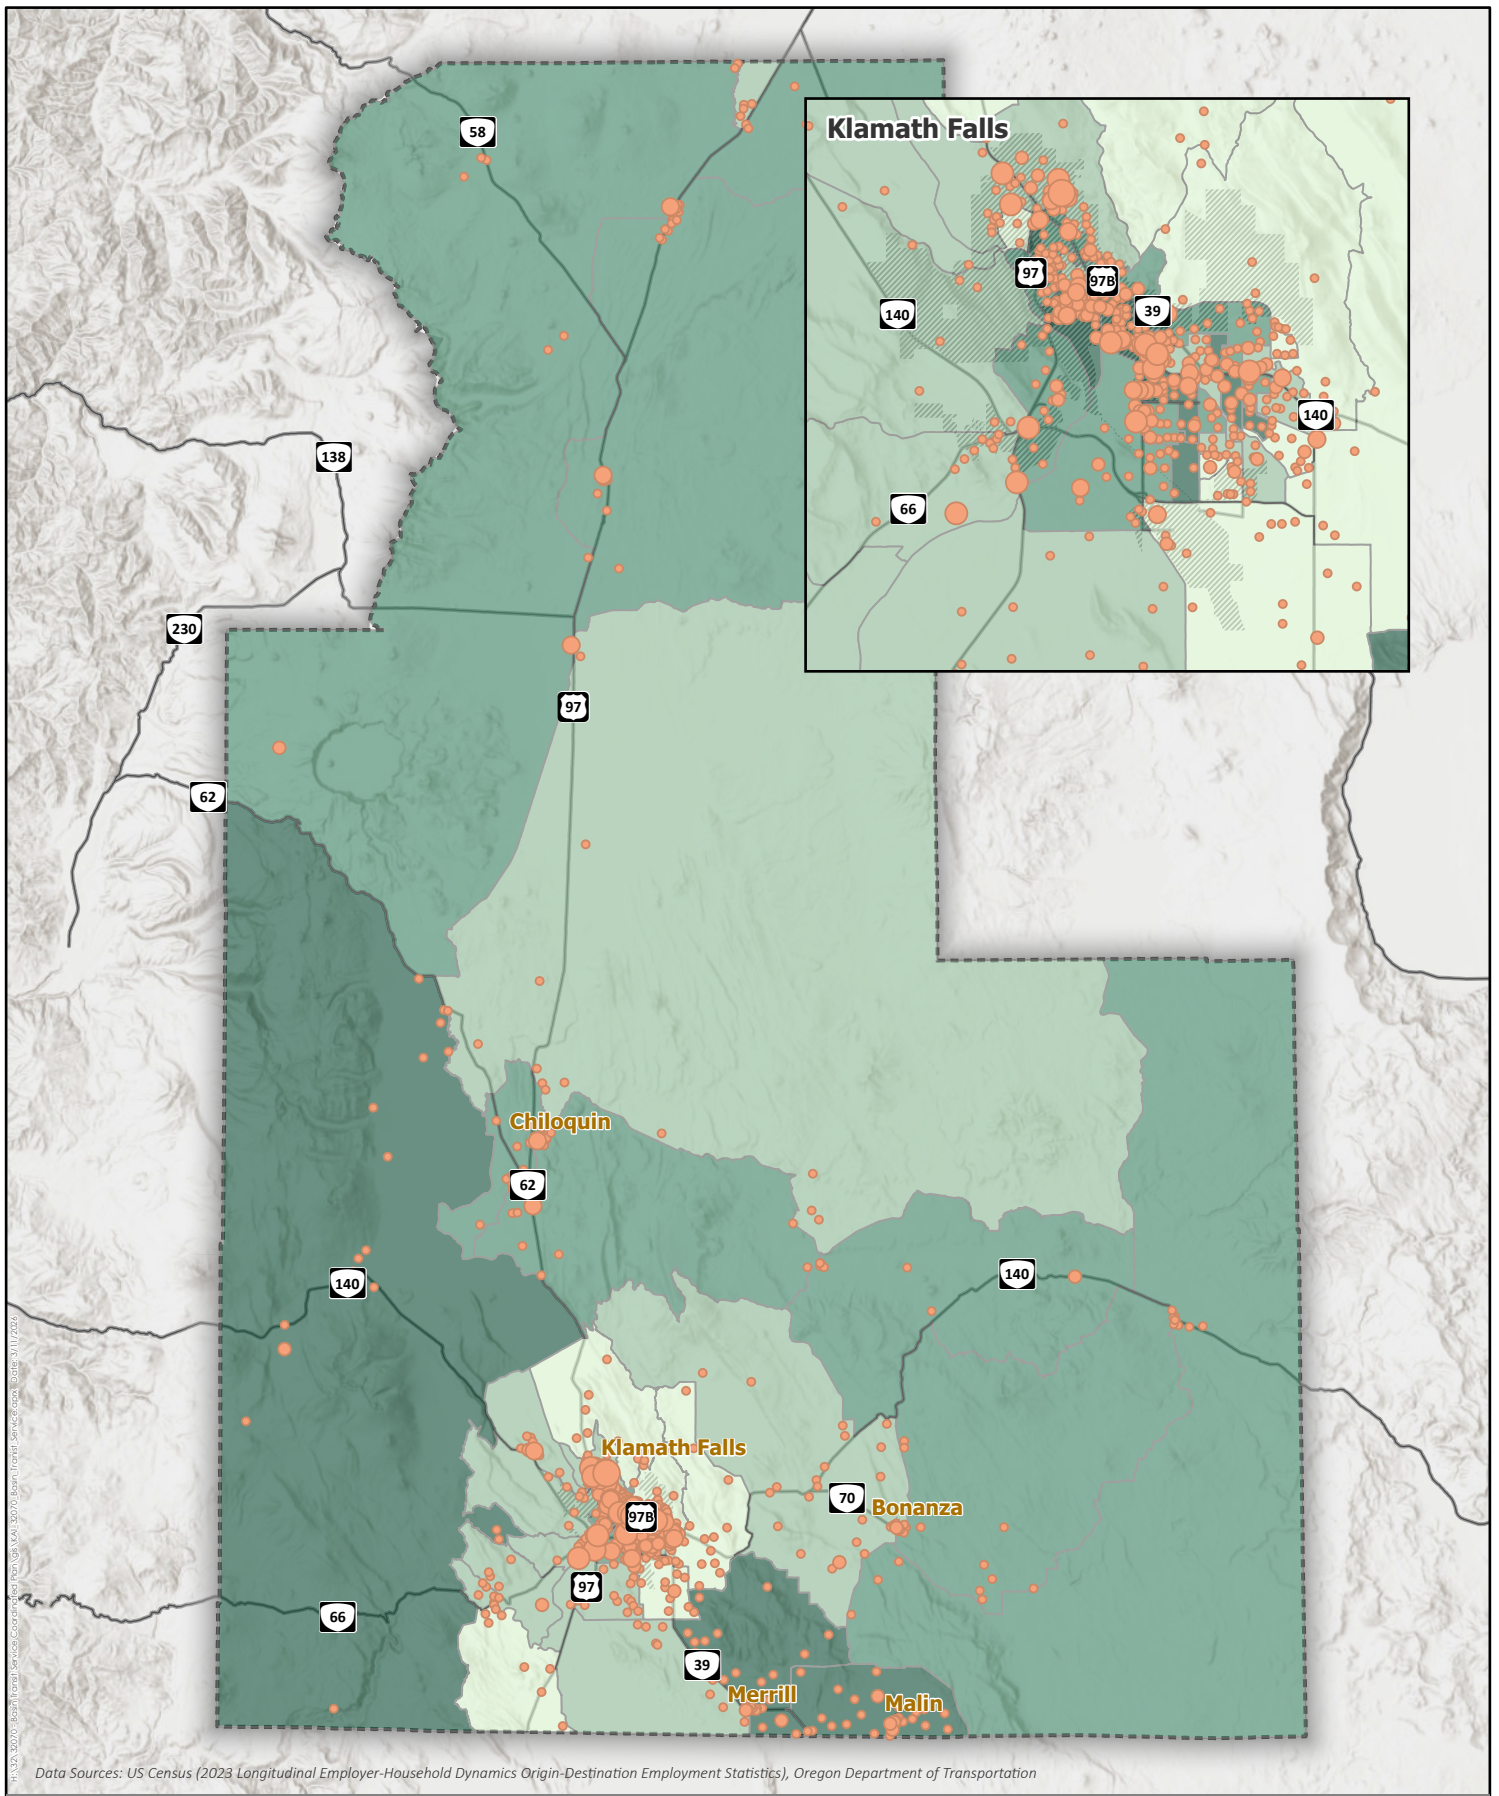 58
Klamath Falls
97
97B
39
140
140
66
138
230
97
62
Chiloquin
62
140
140
Klamath Falls
97B
70
Bonanza
97
66
39
Merrill
Malin
Data Sources: US Census (2023 Longitudinal Employer-Household Dynamics Origin-Destination Employment Statistics), Oregon Department of Transportation